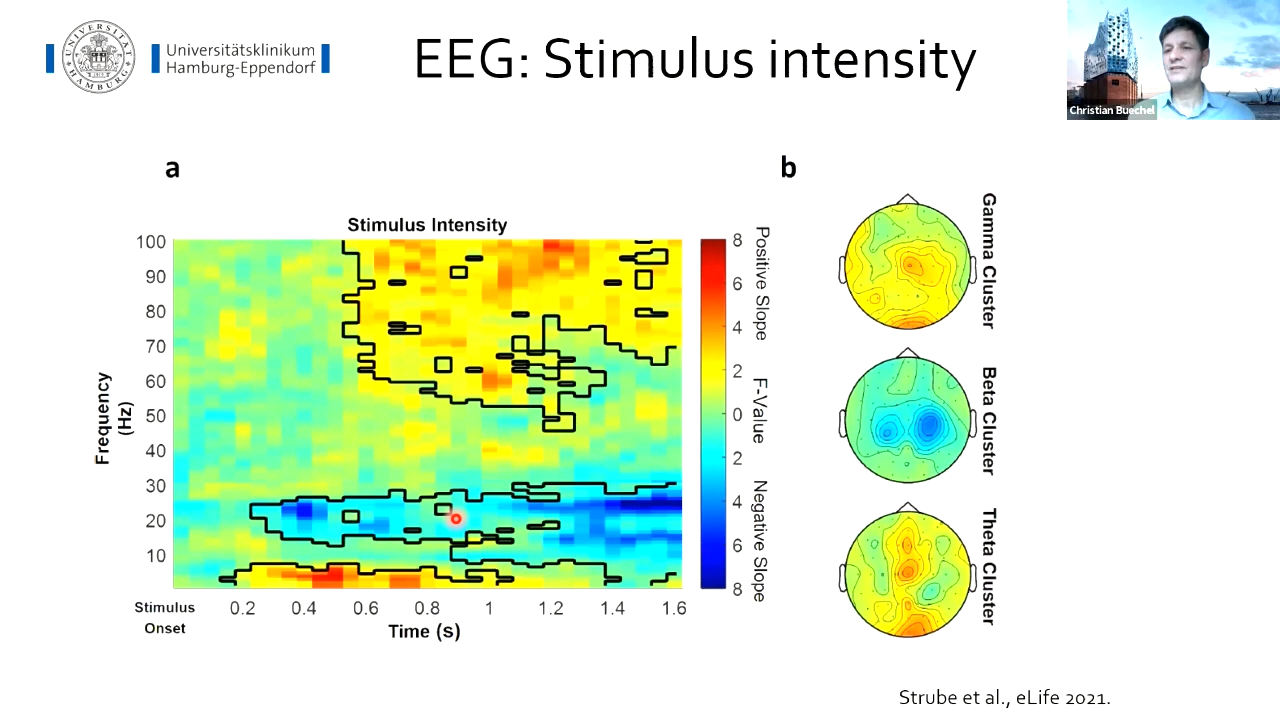 UNIVERSITÄT HAMBURG
Universitätsklinikum
Hamburg-Eppendorf
EEG: Stimulus intensity
Christian Buechel
a
b
Stimulus Intensity
100
90
80
70
60
50
40
30
20
10
Frequency
(Hz)
Stimulus
Onset
0.2
0.4
0.6
0.8
1
1.2
1.4
1.6
Time (s)
8
6
4
2
0
2
4
6
8
Positive Slope
F-Value
Negative Slope
Gamma Cluster
Beta Cluster
Theta Cluster
Strube et al., eLife 2021.